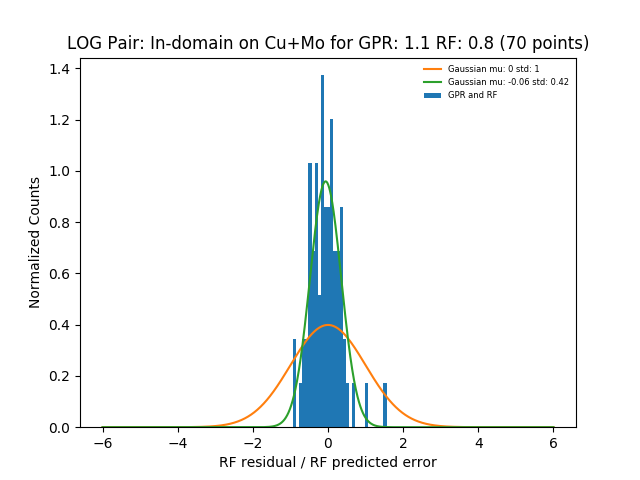 LOG Pair: In-domain on Cu+Mo for GPR: 1.1 RF: 0.8 (70 points)
Gaussian mu: 0 std: 1
Gaussian mu: -0.06 std: 0.42
GPR and RF
Normalized Counts
1.4
1.2
1.0
0.8
0.6
0.4
0.2
0.0
−6 −4 −2 0 2 4 6
RF residual / RF predicted error